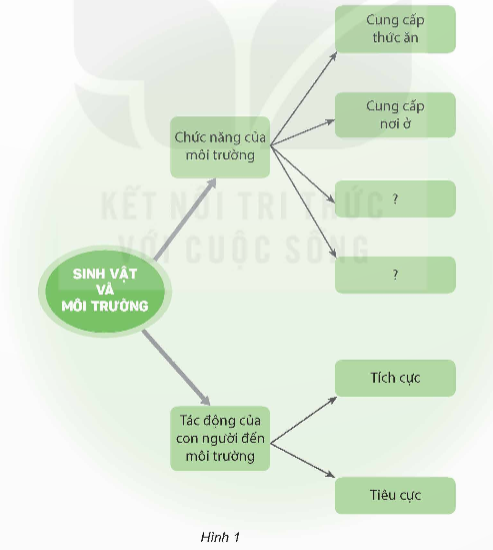 Cung cấp
thức ăn
Cung cấp
nơi ở
Chức năng của
môi trường
?
KẾT NỐI TRI THỨC
VỚI CUỘC SỐNG
?
SINH VẬT
VÀ
MÔI TRƯỜNG
Tích cực
Tác động của
con người đến
môi trường
Tiêu cực
Hình 1